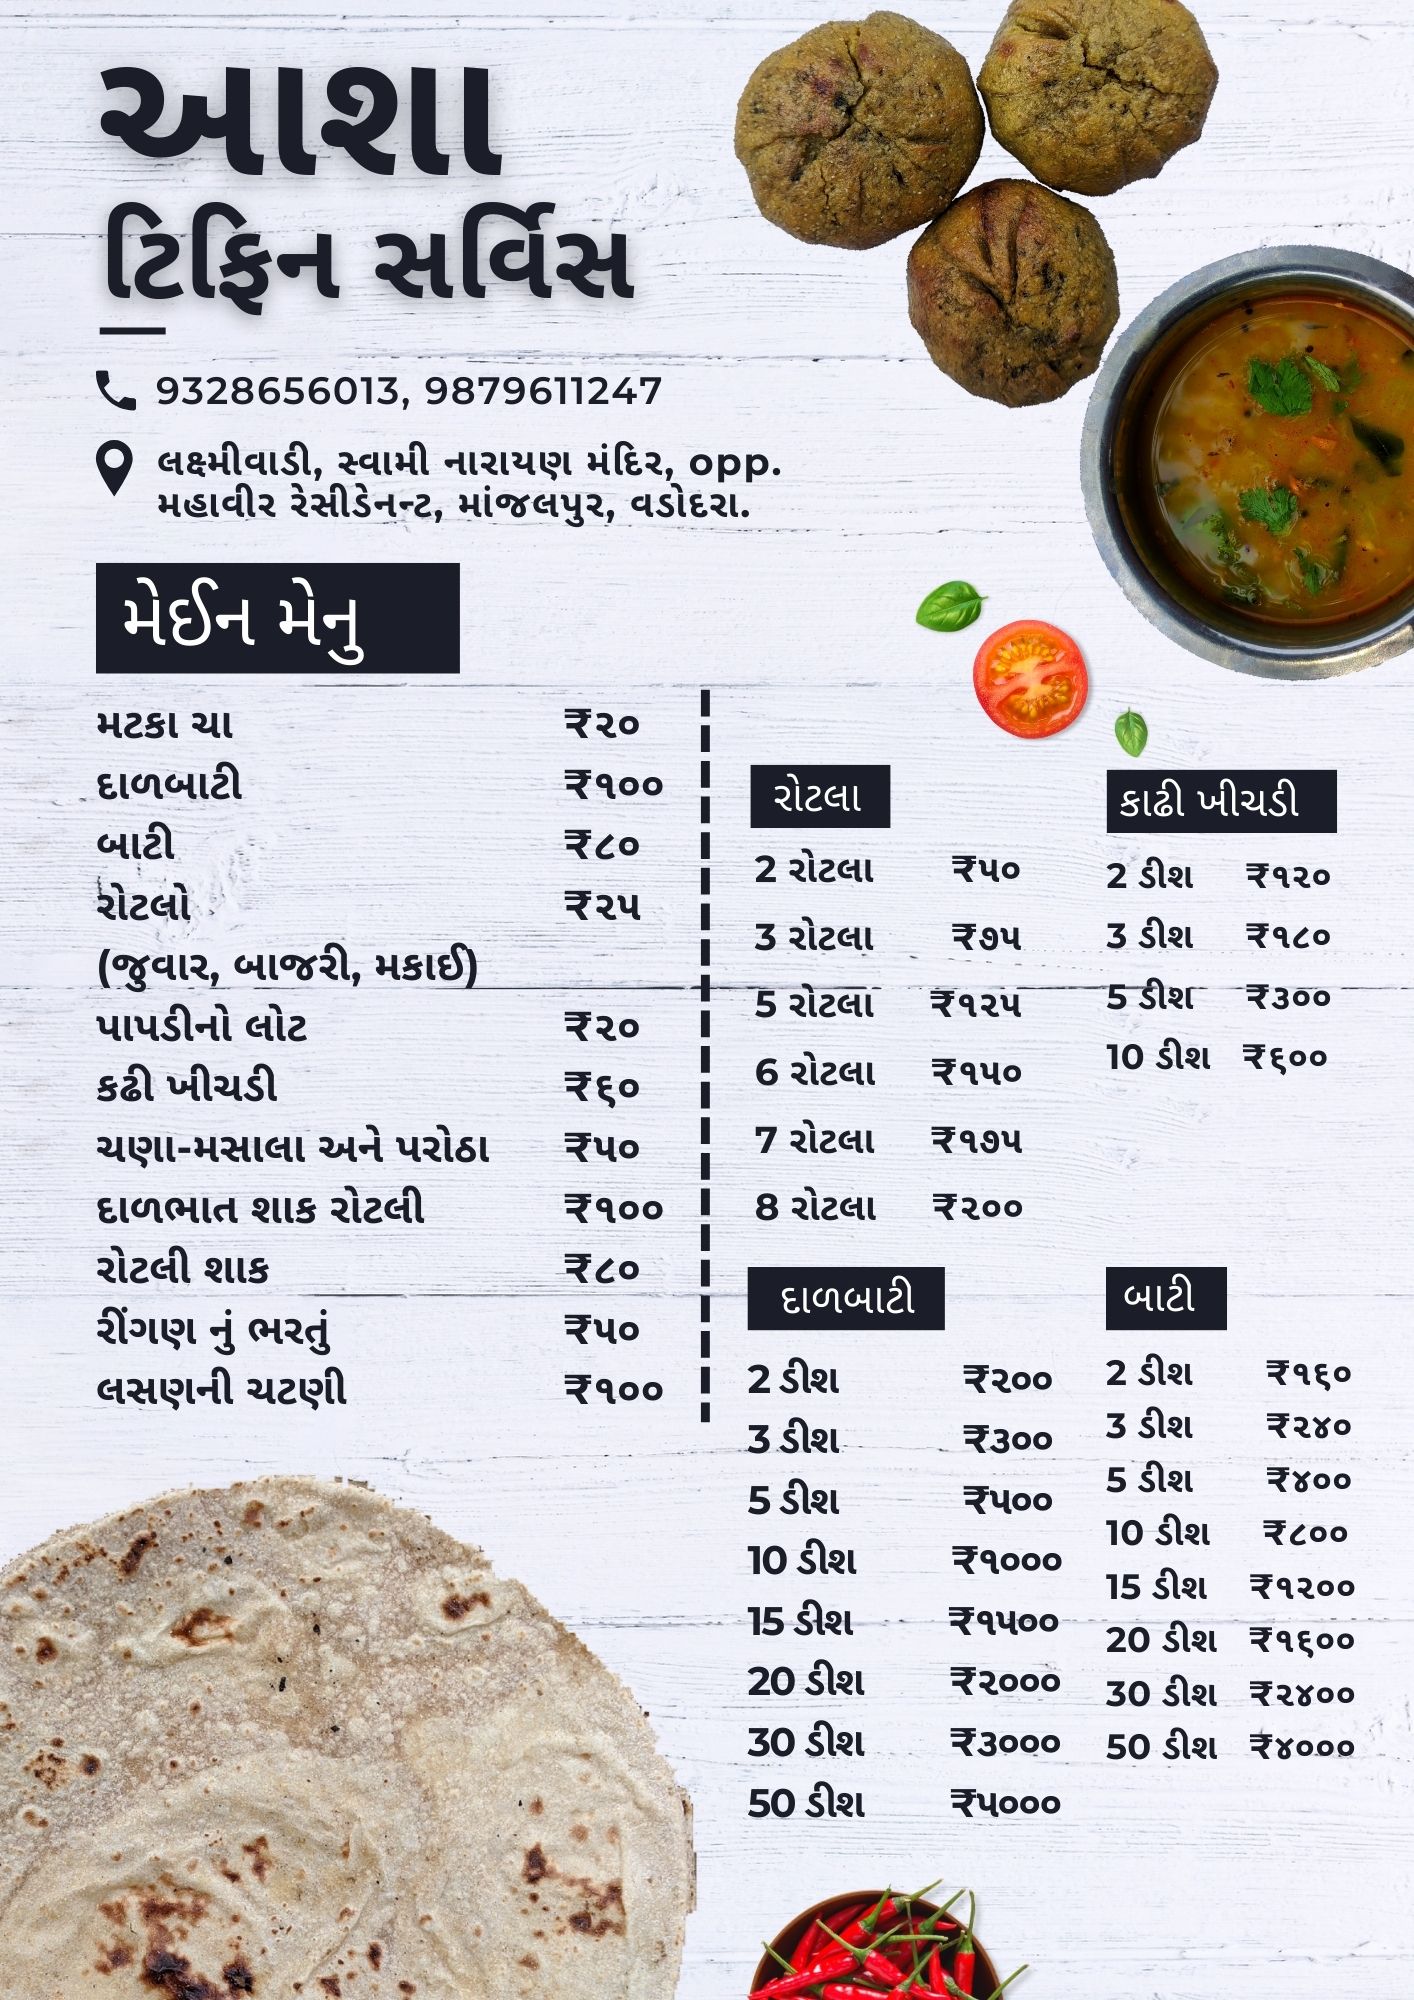 આશા
ટિફિન સર્વિસ
9328656013, 9879611247
લક્ષ્મીવાડી, સ્વામી નારાયણ મંદિર, opp.
મહાવીર રેસીડેનન્ટ, માંજલપુર, વડોદરા.
મેઈન મેનુ
મટકા ચા ₹૨૦
દાળબાટી ₹૧૦૦
બાટી ₹૮૦
રોટલો ₹૨૫
(જુવાર, બાજરી, મકાઈ)
પાપડીનો લોટ ₹૨૦
કઢી ખીચડી ₹૬૦
ચણા-મસાલા અને પરોઠા ₹૫૦
દાળભાત શાક રોટલી ₹૧૦૦
રોટલી શાક ₹૮૦
રીંગણ નું ભરતું ₹૫૦
લસણની ચટણી ₹૧૦૦
રોટલા
2 રોટલા ₹૫૦
3 રોટલા ₹૭૫
5 રોટલા ₹૧૨૫
6 રોટલા ₹૧૫૦
7 રોટલા ₹૧૭૫
8 રોટલા ₹૨૦૦
કાઢી ખીચડી
2 ડીશ ₹૧૨૦
3 ડીશ ₹૧૮૦
5 ડીશ ₹૩૦૦
10 ડીશ ₹૬૦૦
દાળબાટી
2 ડીશ ₹૨૦૦
3 ડીશ ₹૩૦૦
5 ડીશ ₹૫૦૦
10 ડીશ ₹૧૦૦૦
15 ડીશ ₹૧૫૦૦
20 ડીશ ₹૨૦૦૦
30 ડીશ ₹૩૦૦૦
50 ડીશ ₹૫૦૦૦
બાટી
2 ડીશ ₹૧૬૦
3 ડીશ ₹૨૪૦
5 ડીશ ₹૪૦૦
10 ડીશ ₹૮૦૦
15 ડીશ ₹૧૨૦૦
20 ડીશ ₹૧૬૦૦
30 ડીશ ₹૨૪૦૦
50 ડીશ ₹૪૦૦૦